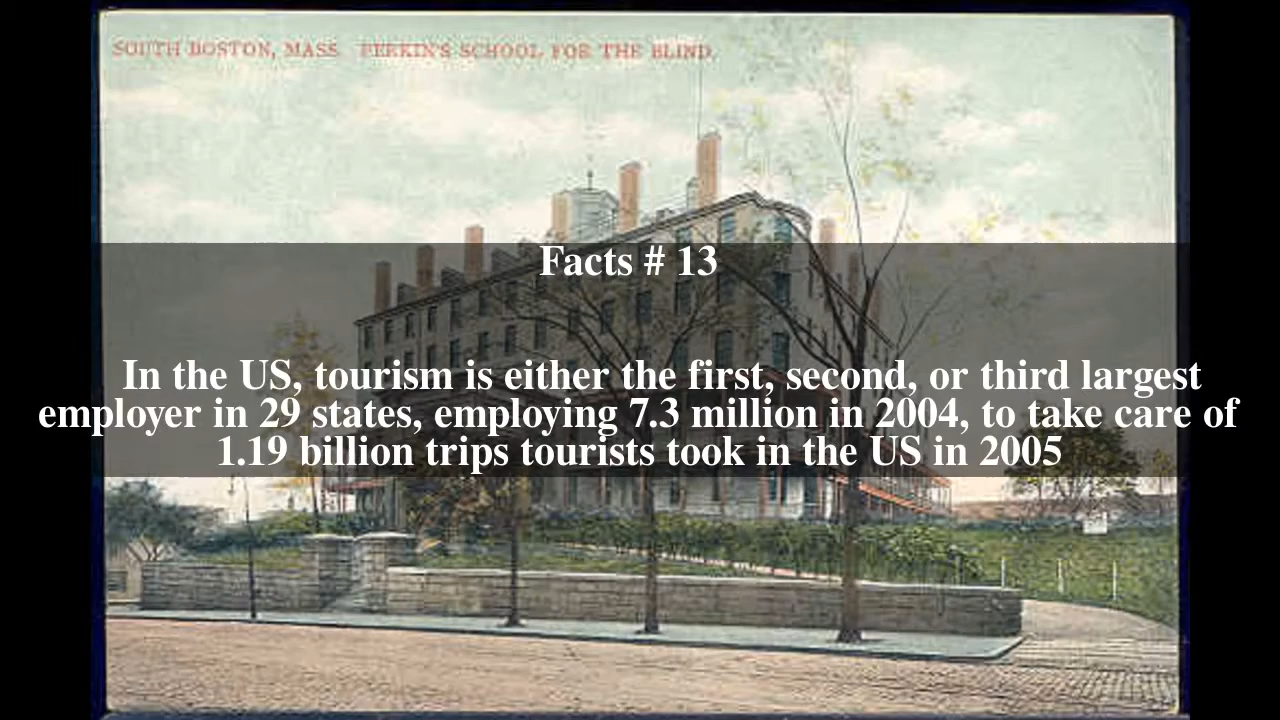 SOUTH BOSTON, MASS. PERKIN'S SCHOOL FOR THE BLIND.
Facts # 13
In the US, tourism is either the first, second, or third largest
employer in 29 states, employing 7.3 million in 2004, to take care of
1.19 billion trips tourists took in the US in 2005